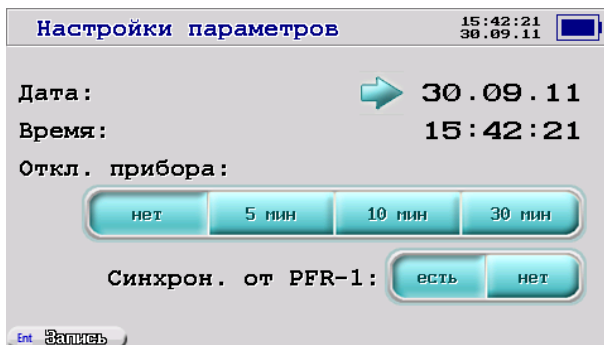 Настройки параметров 15:42:21
30.09.11
Дата: 30.09.11
Время: 15:42:21
Откл. прибора:
нет 5 мин 10 мин 30 мин
Синхрон. от PFR-1: есть нет
Ent Запись